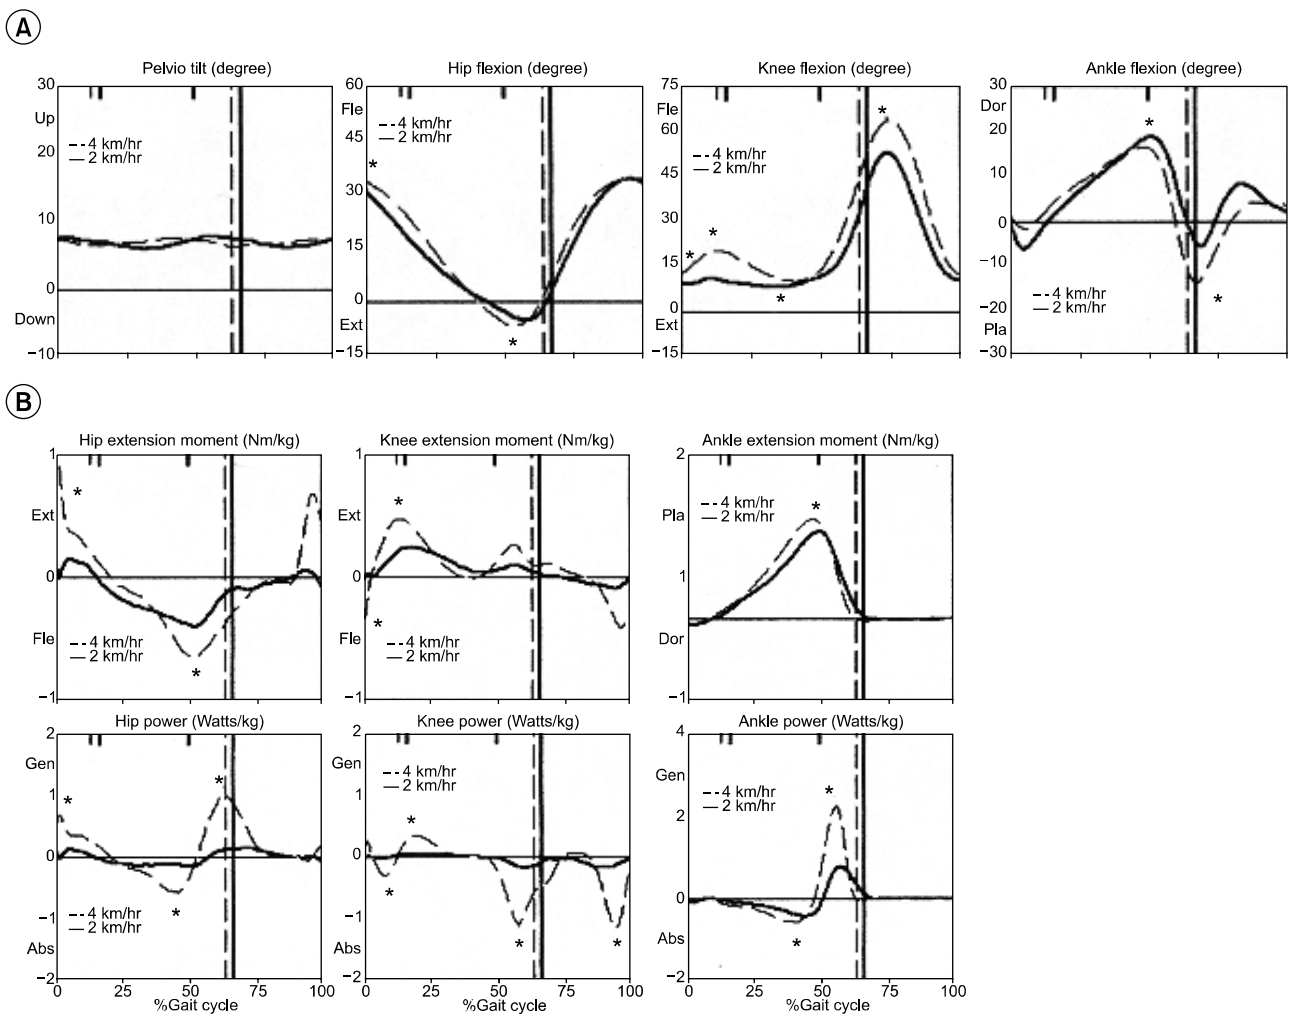 A
Pelvio tilt (degree)
30
Up
20
10
0
Down
−10
4 km/hr
2 km/hr
Hip flexion (degree)
60
Fle
45
30
15
0
Ext
−15
4 km/hr
2 km/hr
*
*
Knee flexion (degree)
75
Fle
60
45
30
15
0
Ext
−15
4 km/hr
2 km/hr
*
*
*
*
Ankle flexion (degree)
30
Dor
20
10
0
−10
−20
Pla
−30
4 km/hr
2 km/hr
*
*
B
Hip extension moment (Nm/kg)
1
Ext
0
Fle
−1
4 km/hr
2 km/hr
*
*
Knee extension moment (Nm/kg)
1
Ext
0
Fle
−1
4 km/hr
2 km/hr
*
*
Ankle extension moment (Nm/kg)
2
Pla
1
Dor
−1
4 km/hr
2 km/hr
*
Hip power (Watts/kg)
2
Gen
1
0
−1
Abs
−2
4 km/hr
2 km/hr
*
*
*
0 25 50 75 100
%Gait cycle
Knee power (Watts/kg)
2
Gen
1
0
−1
Abs
−2
4 km/hr
2 km/hr
*
*
*
*
0 25 50 75 100
%Gait cycle
Ankle power (Watts/kg)
4
Gen
2
0
Abs
−2
4 km/hr
2 km/hr
*
*
0 25 50 75 100
%Gait cycle